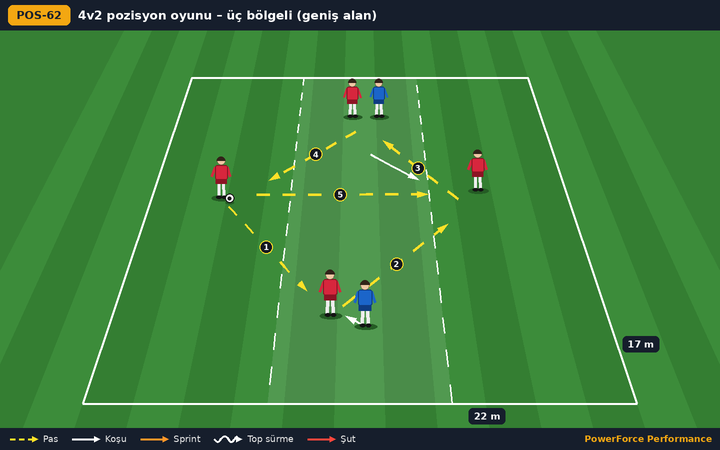 POS-62 4v2 pozisyon oyunu – üç bölgeli (geniş alan)
4
3
5
1
2
17 m
22 m
Pas Koşu Sprint Top sürme Şut PowerForce Performance